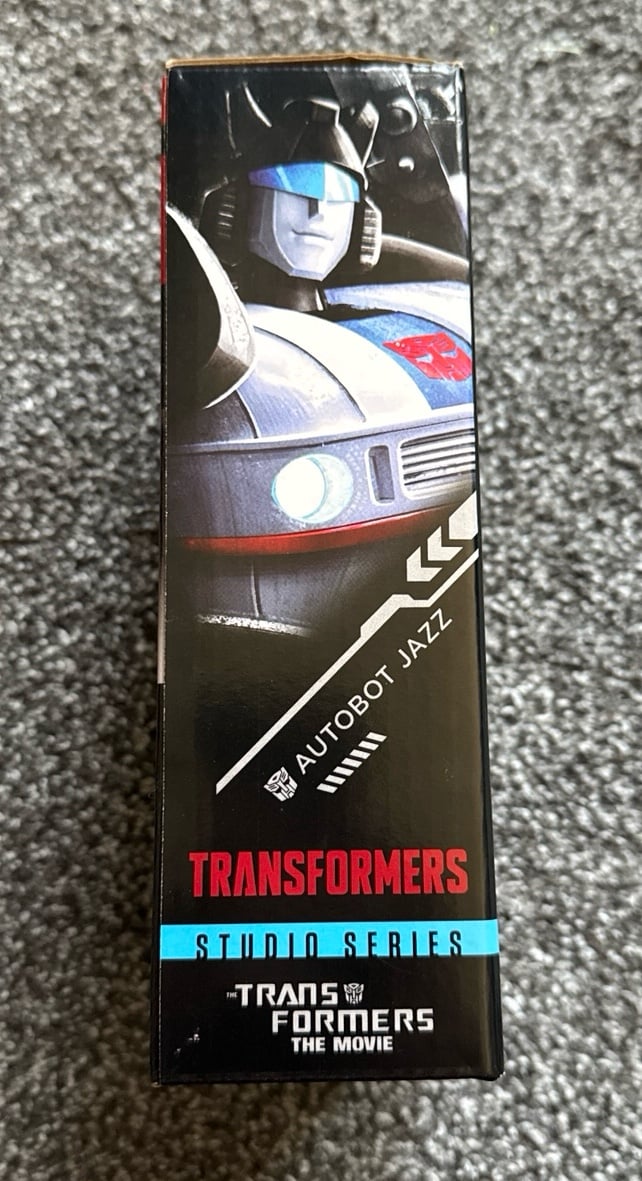 AUTOBOT JAZZ
TRANSFORMERS
STUDIO SERIES
THE TRANS
FORMERS
THE MOVIE